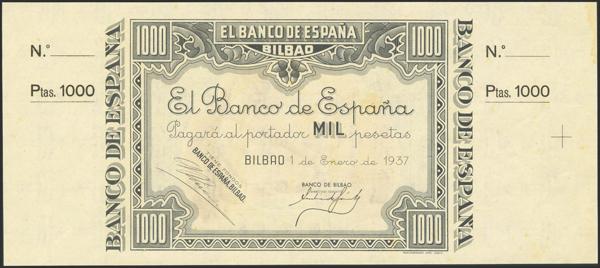 N.º
Ptas. 1000
BANCO DE ESPAÑA
1000
EL BANCO DE ESPAÑA
BILBAO
1000
El Banco de España
Pagará al portador MIL pesetas
BILBAO 1 de Enero de 1937
BANCO DE ESPAÑA, BILBAO.
BANCO DE BILBAO
1000
1000
BANCO DE ESPAÑA
N.º
Ptas. 1000